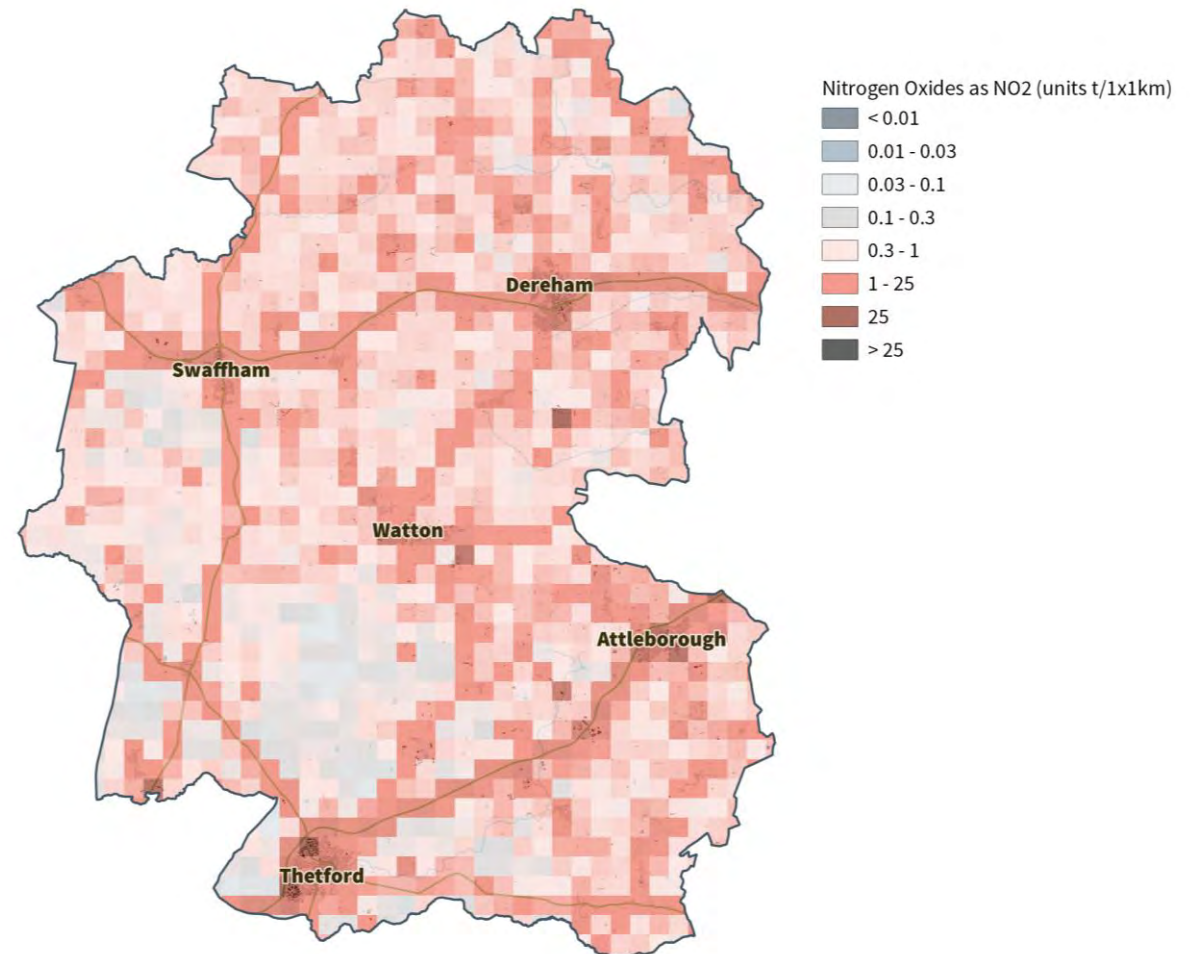 Nitrogen Oxides as NO2 (units t/1x1km)
< 0.01
0.01 - 0.03
0.03 - 0.1
0.1 - 0.3
0.3 - 1
1 - 25
25
> 25
Dereham
Swaffham
Watton
Attleborough
Thetford